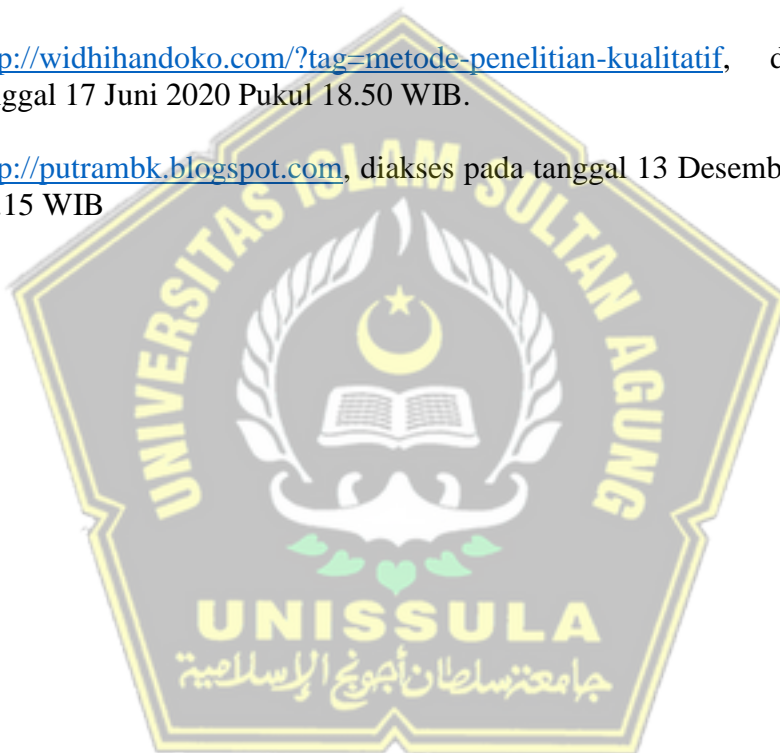 p://widhihandoko.com/?tag=metode-penelitian-kualitatif, d
nggal 17 Juni 2020 Pukul 18.50 WIB.
p://putrambk.blogspot.com, diakses pada tanggal 13 Desemb
.15 WIB
UNIVERSITAS ISLAM SULTAN AGUNG
UNISSULA
جامعة سلطان أجونج الإسلامية